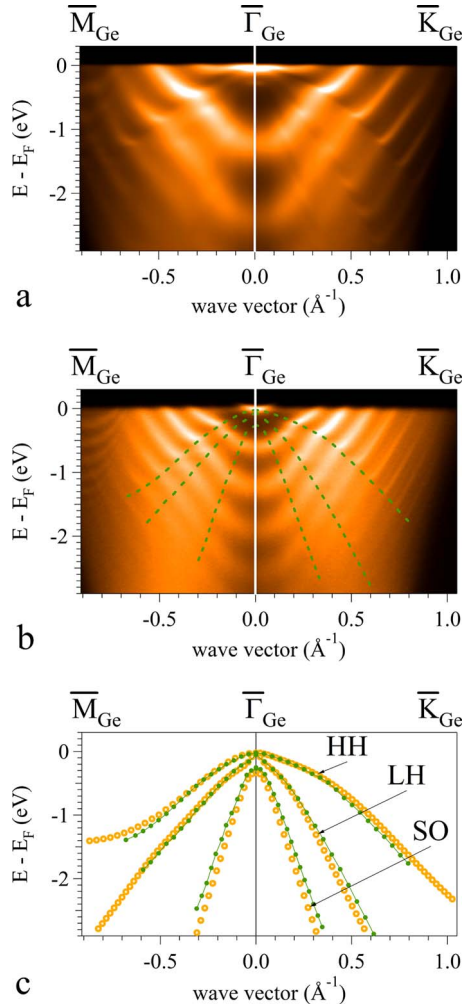 M̅Ge Γ̅Ge K̅Ge
0
-1
-2
E - EF (eV)
-0.5 0.0 0.5 1.0
wave vector (Å-1)
a
M̅Ge Γ̅Ge K̅Ge
0
-1
-2
E - EF (eV)
-0.5 0.0 0.5 1.0
wave vector (Å-1)
b
M̅Ge Γ̅Ge K̅Ge
0
-1
-2
E - EF (eV)
HH
LH
SO
-0.5 0.0 0.5 1.0
wave vector (Å-1)
c